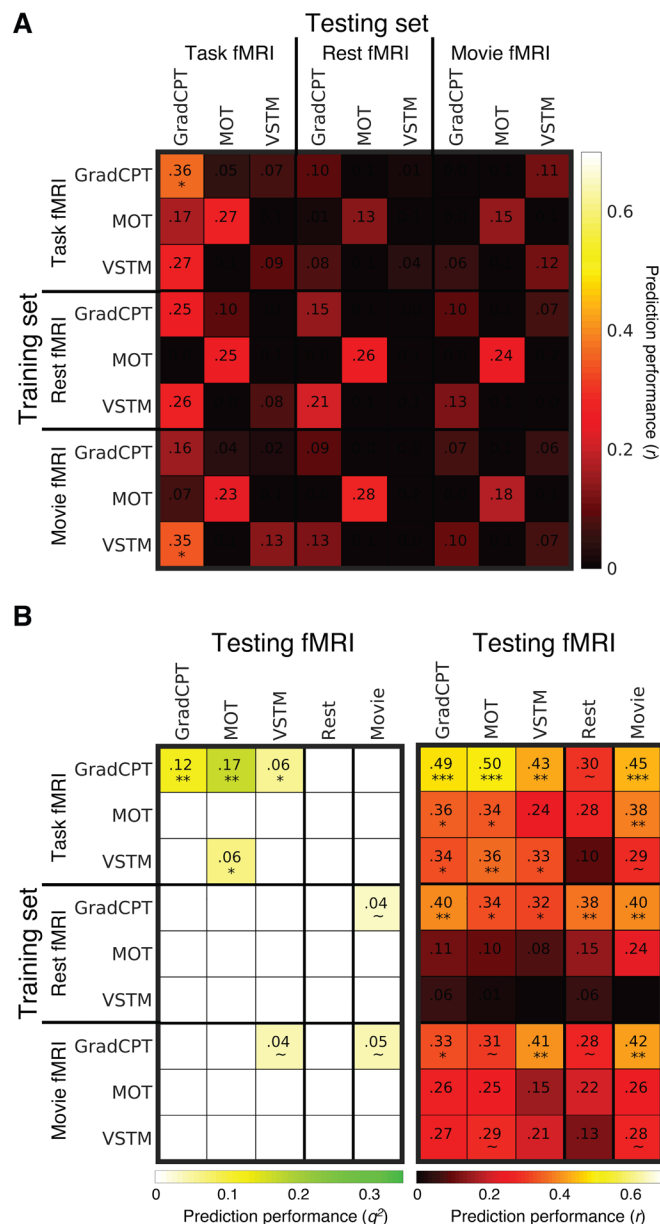 A
Testing set
Task fMRI Rest fMRI Movie fMRI
GradCPT MOT VSTM GradCPT MOT VSTM GradCPT MOT VSTM
Training set
Task fMRI
GradCPT .36 * .05 .07 .10 .01 .11
MOT .17 .27 .01 .13 .15
VSTM .27 .09 .08 .04 .06 .12
Rest fMRI
GradCPT .25 .10 .15 .10 .07
MOT .25 .26 .24
VSTM .26 .08 .21 .13
Movie fMRI
GradCPT .16 .04 .02 .09 .07 .06
MOT .07 .23 .28 .18
VSTM .35 * .13 .13 .10 .07
0.6
0.4
0.2
0
Prediction performance (r)
B
Testing fMRI Testing fMRI
GradCPT MOT VSTM Rest Movie GradCPT MOT VSTM Rest Movie
Training set
Task fMRI
GradCPT .12 ** .17 ** .06 * .49 *** .50 *** .43 ** .30 ~ .45 ***
MOT .36 * .34 * .24 .28 .38 **
VSTM .06 * .34 * .36 ** .33 * .10 .29 ~
Rest fMRI
GradCPT .04 ~ .40 ** .34 * .32 * .38 ** .40 **
MOT .11 .10 .08 .15 .24
VSTM .06 .01 .06
Movie fMRI
GradCPT .04 ~ .05 ~ .33 * .31 ~ .41 ** .28 ~ .42 **
MOT .26 .25 .15 .22 .26
VSTM .27 .29 ~ .21 .13 .28 ~
0 0.1 0.2 0.3 0 0.2 0.4 0.6
Prediction performance (q²) Prediction performance (r)